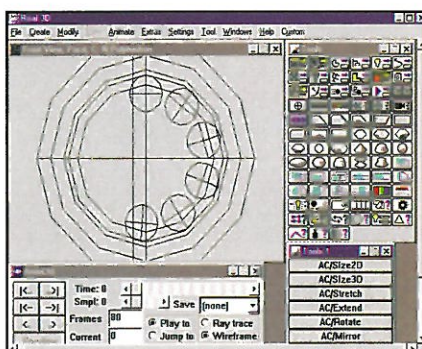 Real 3D
File Create Modify Animate Extras Settings Tool Windows Help Custom
Tools
Time: 0
Smpl: 0
Save [none]
Frames 80
Play to Ray trace
Current 0
Jump to Wireframe
Tools 1
AC/Size2D
AC/Size3D
AC/Stretch
AC/Extend
AC/Rotate
AC/Mirror